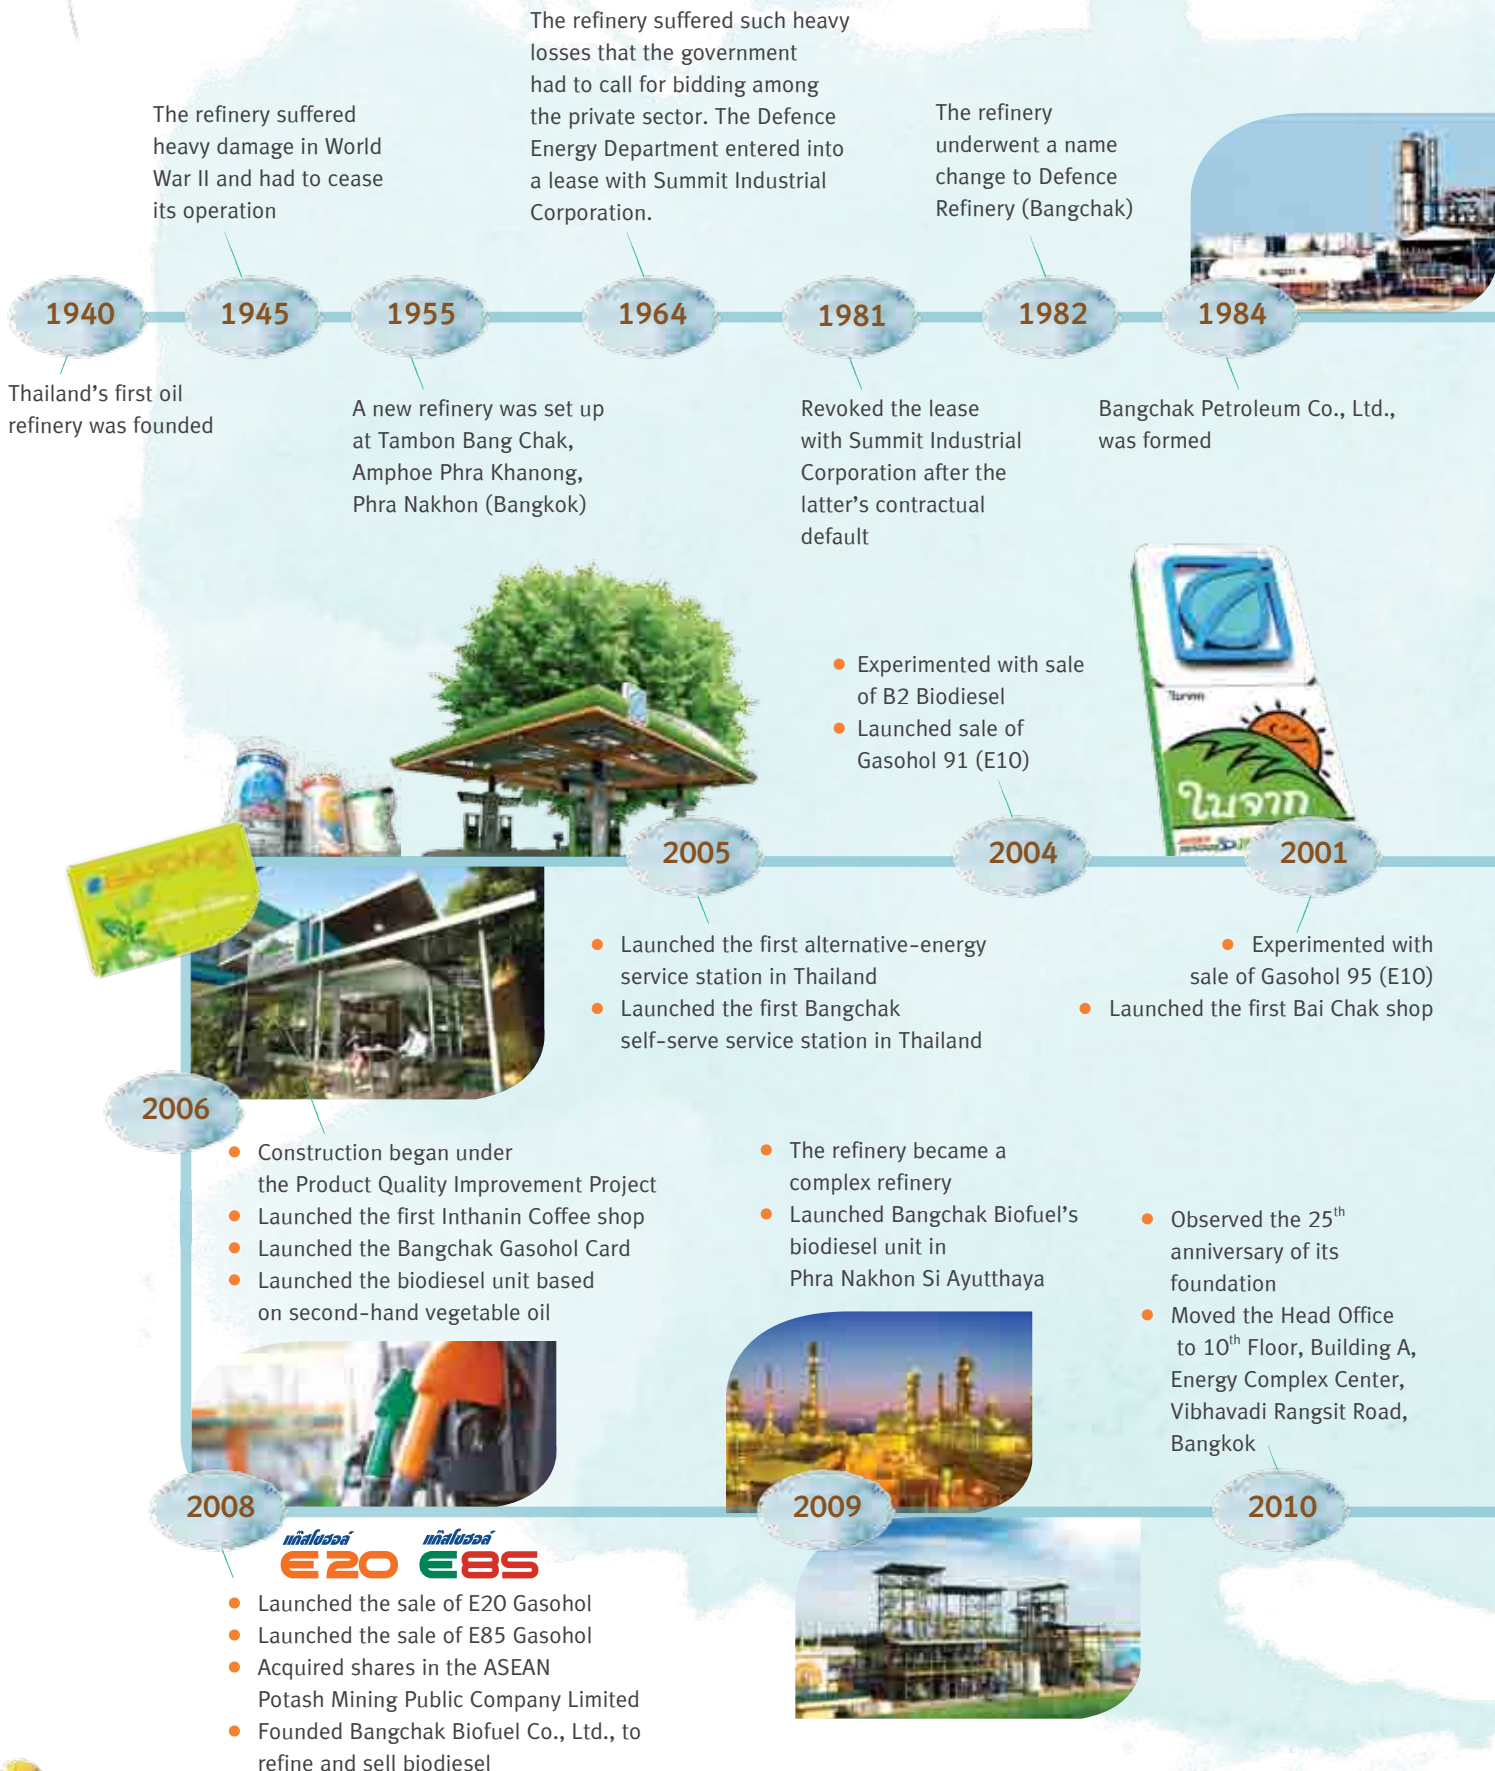 The refinery suffered such heavy
losses that the government
had to call for bidding among
the private sector. The Defence
Energy Department entered into
a lease with Summit Industrial
Corporation.
The refinery suffered
heavy damage in World
War II and had to cease
its operation
The refinery
underwent a name
change to Defence
Refinery (Bangchak)
1940
1945
1955
1964
1981
1982
1984
Thailand's first oil
refinery was founded
A new refinery was set up
at Tambon Bang Chak,
Amphoe Phra Khanong,
Phra Nakhon (Bangkok)
Revoked the lease
with Summit Industrial
Corporation after the
latter's contractual
default
Bangchak Petroleum Co., Ltd.,
was formed
● Experimented with sale
of B2 Biodiesel
● Launched sale of
Gasohol 91 (E10)
ใบจาก
2005
2004
2001
● Launched the first alternative-energy
service station in Thailand
● Launched the first Bangchak
self-serve service station in Thailand
● Experimented with
sale of Gasohol 95 (E10)
● Launched the first Bai Chak shop
2006
● Construction began under
the Product Quality Improvement Project
● Launched the first Inthanin Coffee shop
● Launched the Bangchak Gasohol Card
● Launched the biodiesel unit based
on second-hand vegetable oil
● The refinery became a
complex refinery
● Launched Bangchak Biofuel's
biodiesel unit in
Phra Nakhon Si Ayutthaya
● Observed the 25th
anniversary of its
foundation
● Moved the Head Office
to 10th Floor, Building A,
Energy Complex Center,
Vibhavadi Rangsit Road,
Bangkok
2008
2009
2010
แก๊สโซฮอล์ แก๊สโซฮอล์
E20 E85
● Launched the sale of E20 Gasohol
● Launched the sale of E85 Gasohol
● Acquired shares in the ASEAN
Potash Mining Public Company Limited
● Founded Bangchak Biofuel Co., Ltd., to
refine and sell biodiesel